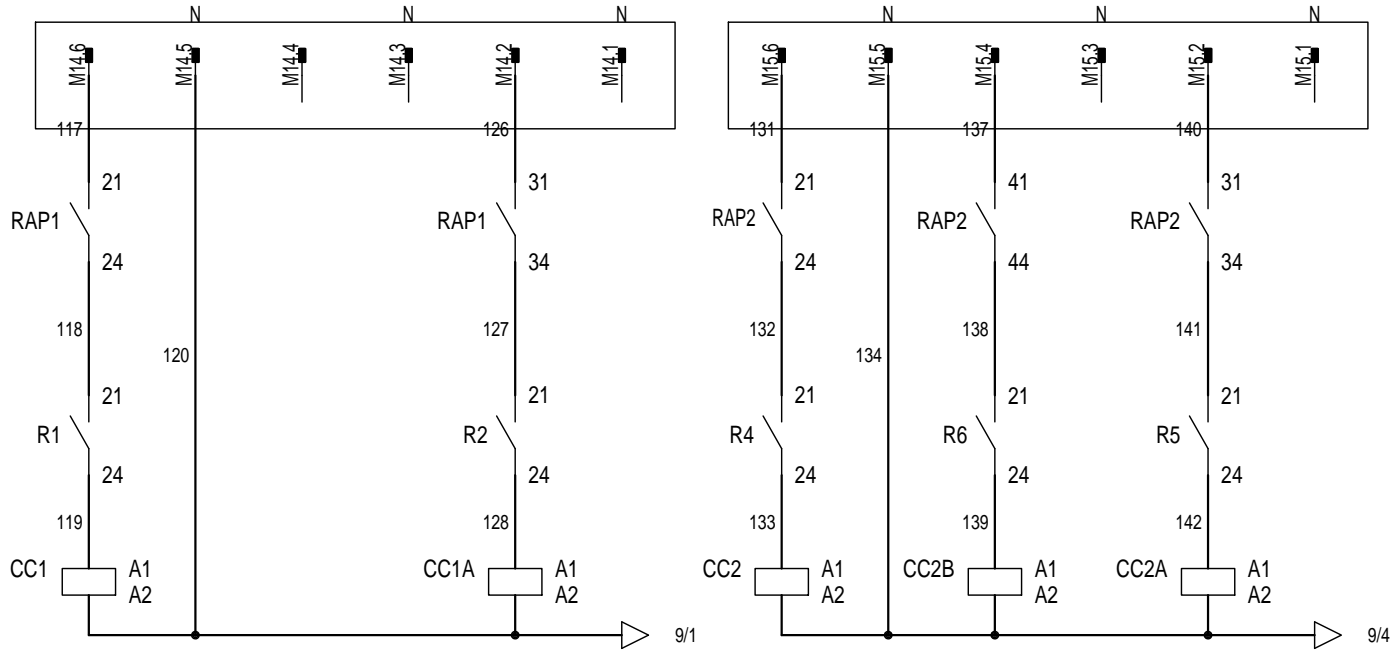 N N N N N N
M14.6 M14.5 M14.4 M14.3 M14.2 M14.1 M15.6 M15.5 M15.4 M15.3 M15.2 M15.1
117 126 131 137 140
21 31 21 41 31
RAP1 RAP1 RAP2 RAP2 RAP2
24 34 24 44 34
118 127 132 138 141
120 134
21 21 21 21 21
R1 R2 R4 R6 R5
24 24 24 24 24
119 128 133 139 142
CC1 A1 CC1A A1 CC2 A1 CC2B A1 CC2A A1
A2 A2 A2 A2 A2
9/1 9/4